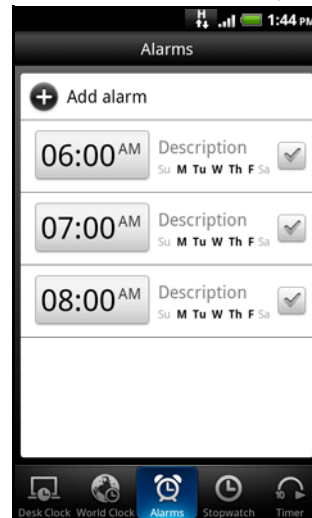 H 1:44 PM
Alarms
Add alarm
06:00 AM Description
Su M Tu W Th F Sa
07:00 AM Description
Su M Tu W Th F Sa
08:00 AM Description
Su M Tu W Th F Sa
10
Desk Clock World Clock Alarms Stopwatch Timer